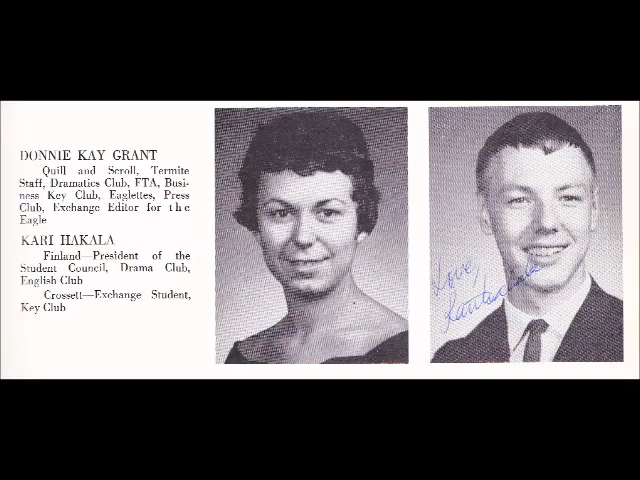 DONNIE KAY GRANT
Quill and Scroll, Termite
Staff, Dramatics Club, FTA, Busi-
ness Key Club, Eaglettes, Press
Club, Exchange Editor for the
Eagle
KARI HAKALA
Finland—President of the
Student Council, Drama Club,
English Club
Crossett—Exchange Student,
Key Club
Love,